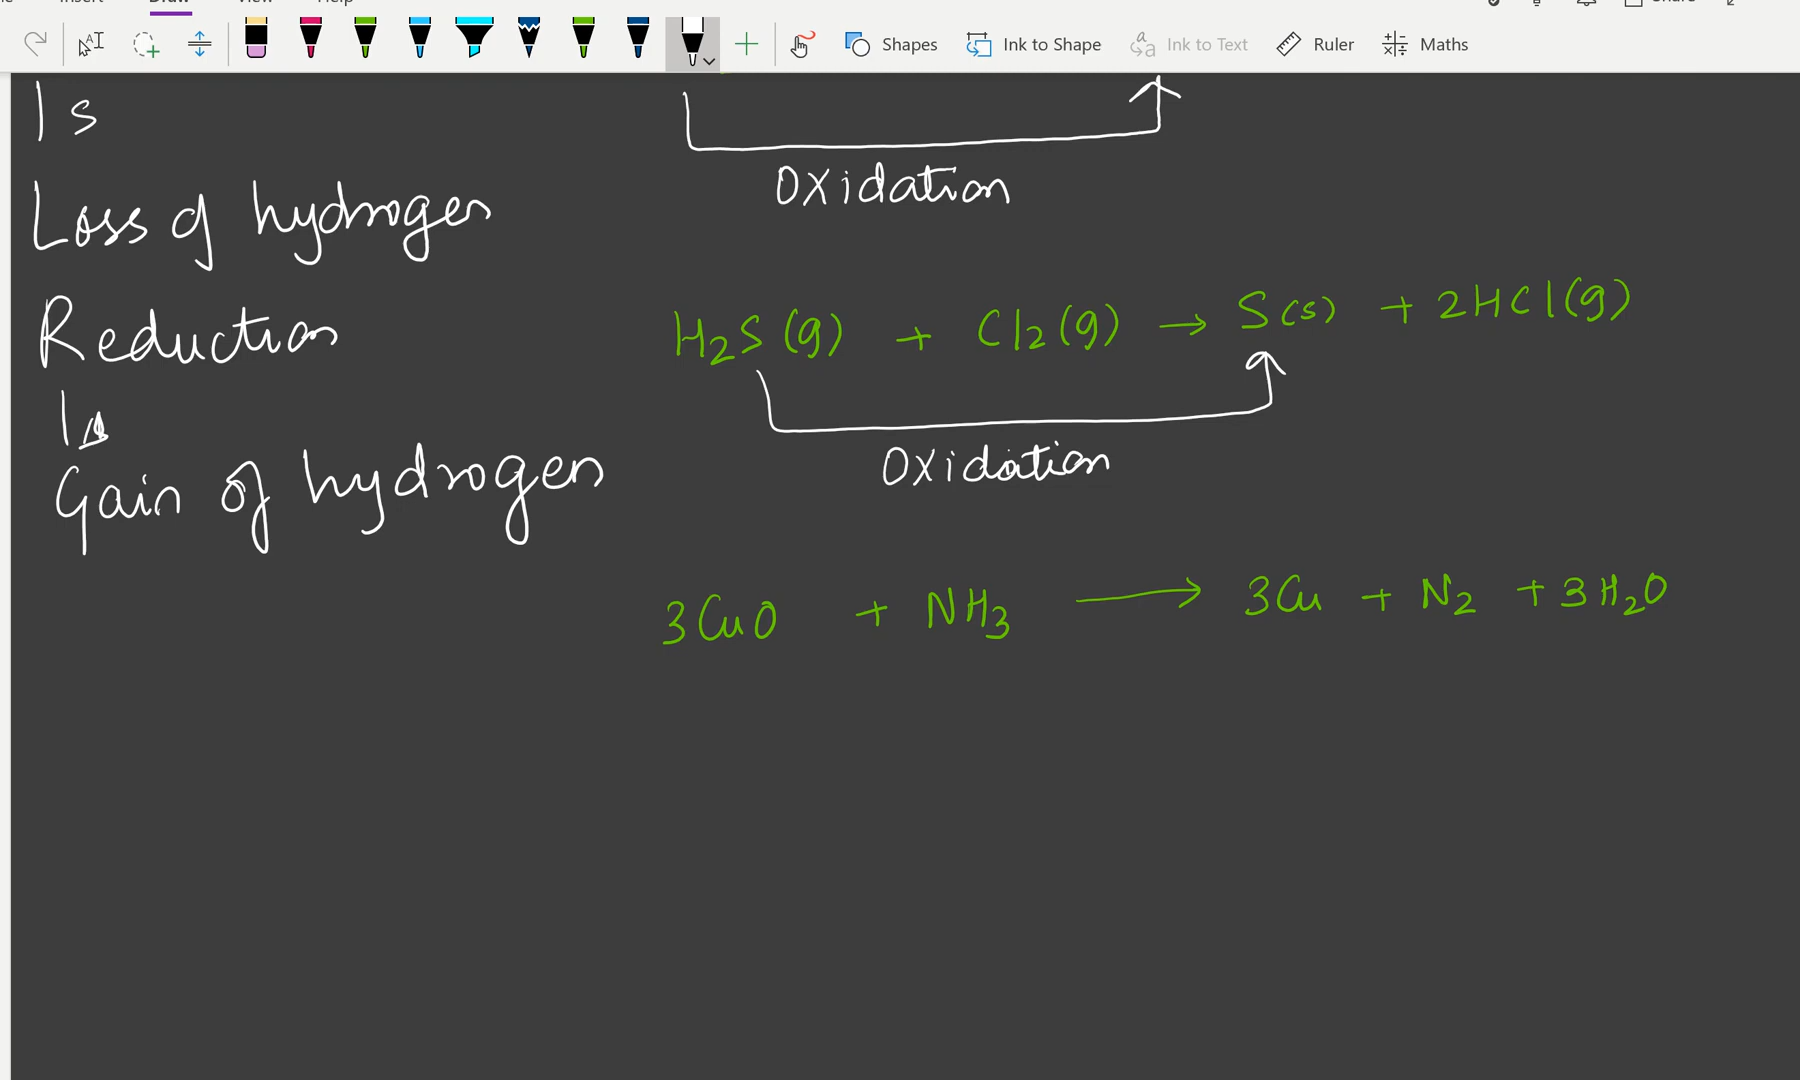 Draw
Shapes
Ink to Shape
Ink to Text
Ruler
Maths
Is
Oxidation
Loss of hydrogen
Reduction
H2S(g) + Cl2(g) → S(s) + 2HCl(g)
Is
Oxidation
Gain of hydrogen
3CuO + NH3 → 3Cu + N2 + 3H2O